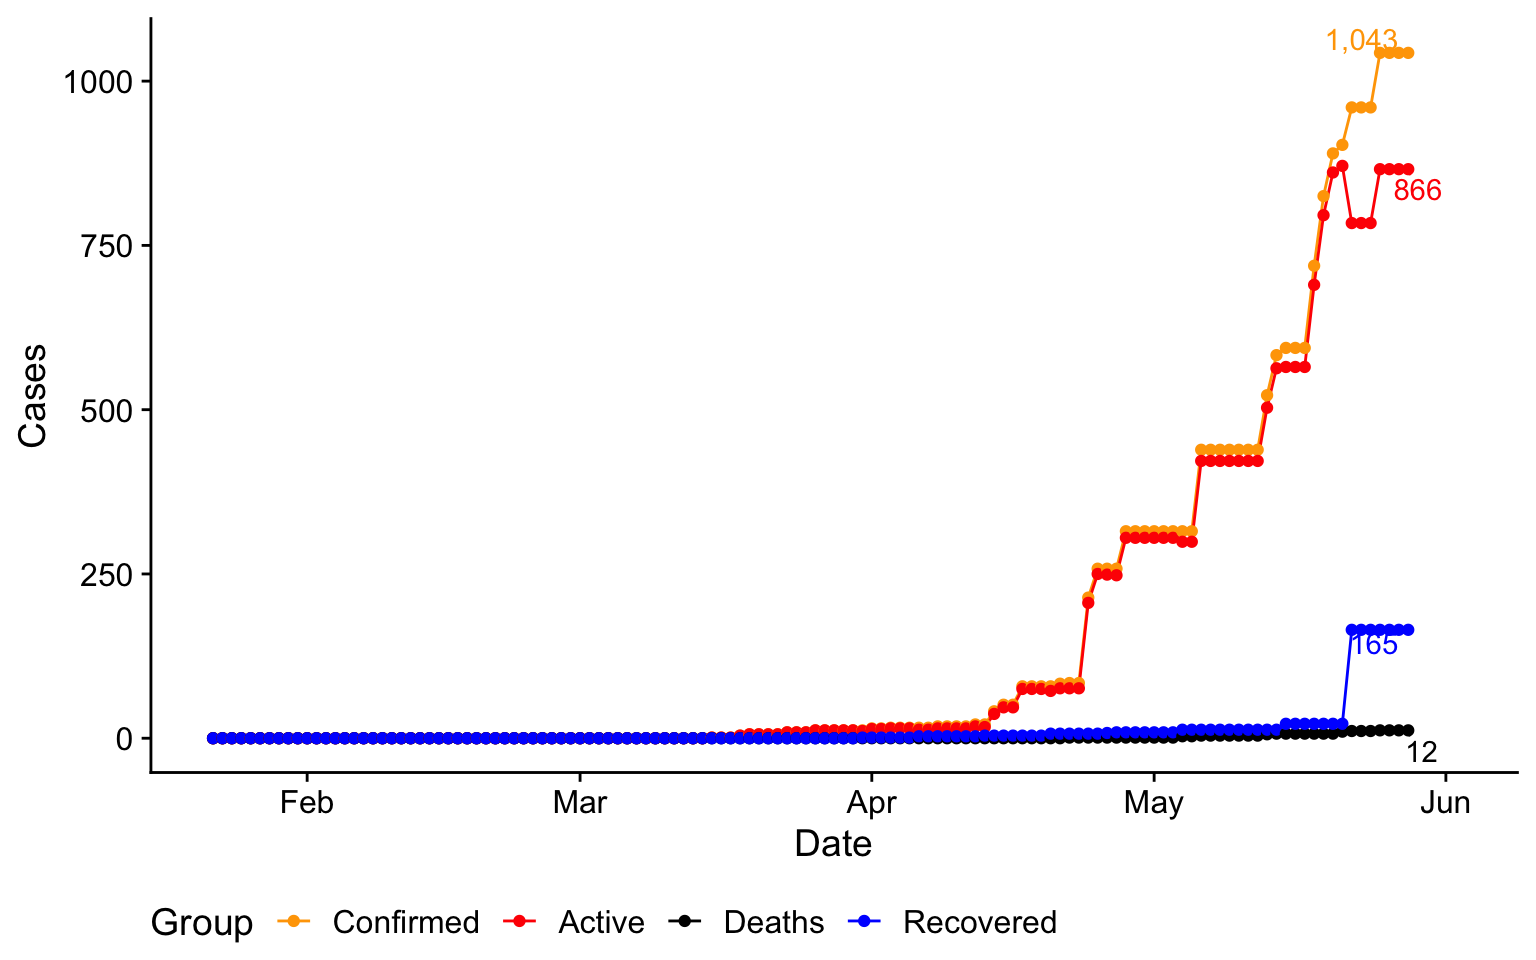 1,043
1000
866
750
Cases
500
250
165
0
12
Feb Mar Apr May Jun
Date
Group Confirmed Active Deaths Recovered